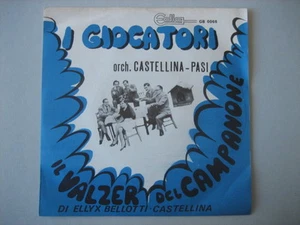 I GIOCATORI
orch. CASTELLINA-PASI
IL VALZER DEL CAMPANONE
DI ELLYX BELLOTTI-CASTELLINA